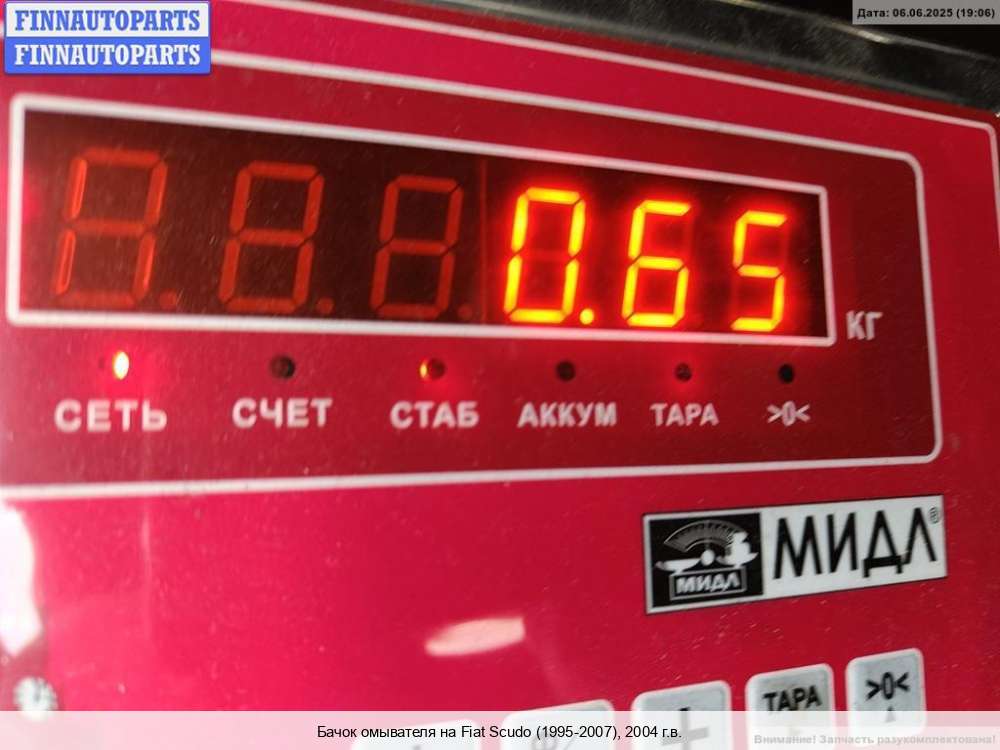 FINNAUTOPARTS
FINNAUTOPARTS
Дата: 06.06.2025 (19:06)
0.65
КГ
СЕТЬ СЧЕТ СТАБ АККУМ ТАРА >0<
МИДЛ МИДЛ®
ТАРА >0<
Бачок омывателя на Fiat Scudo (1995-2007), 2004 г.в.
Внимание! Запчасть разукомплектована!